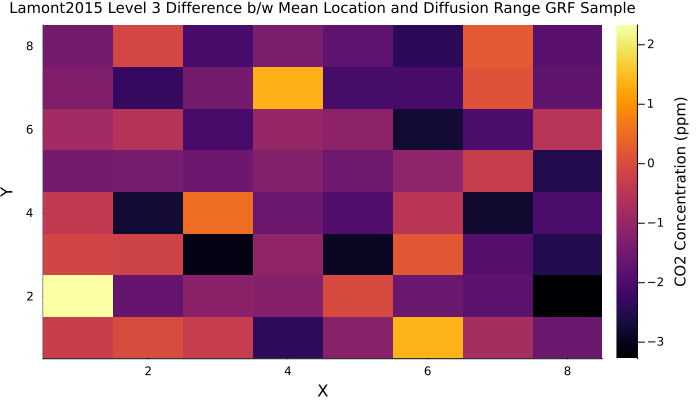 Lamont2015 Level 3 Difference b/w Mean Location and Diffusion Range GRF Sample
8
6
4
2
Y
2 4 6 8
X
2
1
0
−1
−2
−3
CO2 Concentration (ppm)